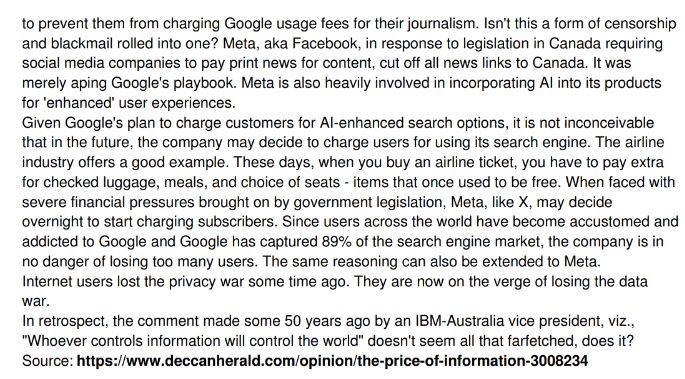 to prevent them from charging Google usage fees for their journalism. Isn't this a form of censorship
and blackmail rolled into one? Meta, aka Facebook, in response to legislation in Canada requiring
social media companies to pay print news for content, cut off all news links to Canada. It was
merely aping Google's playbook. Meta is also heavily involved in incorporating AI into its products
for 'enhanced' user experiences.
Given Google's plan to charge customers for AI-enhanced search options, it is not inconceivable
that in the future, the company may decide to charge users for using its search engine. The airline
industry offers a good example. These days, when you buy an airline ticket, you have to pay extra
for checked luggage, meals, and choice of seats - items that once used to be free. When faced with
severe financial pressures brought on by government legislation, Meta, like X, may decide
overnight to start charging subscribers. Since users across the world have become accustomed and
addicted to Google and Google has captured 89% of the search engine market, the company is in
no danger of losing too many users. The same reasoning can also be extended to Meta.
Internet users lost the privacy war some time ago. They are now on the verge of losing the data
war.
In retrospect, the comment made some 50 years ago by an IBM-Australia vice president, viz.,
"Whoever controls information will control the world" doesn't seem all that farfetched, does it?
Source: https://www.deccanherald.com/opinion/the-price-of-information-3008234